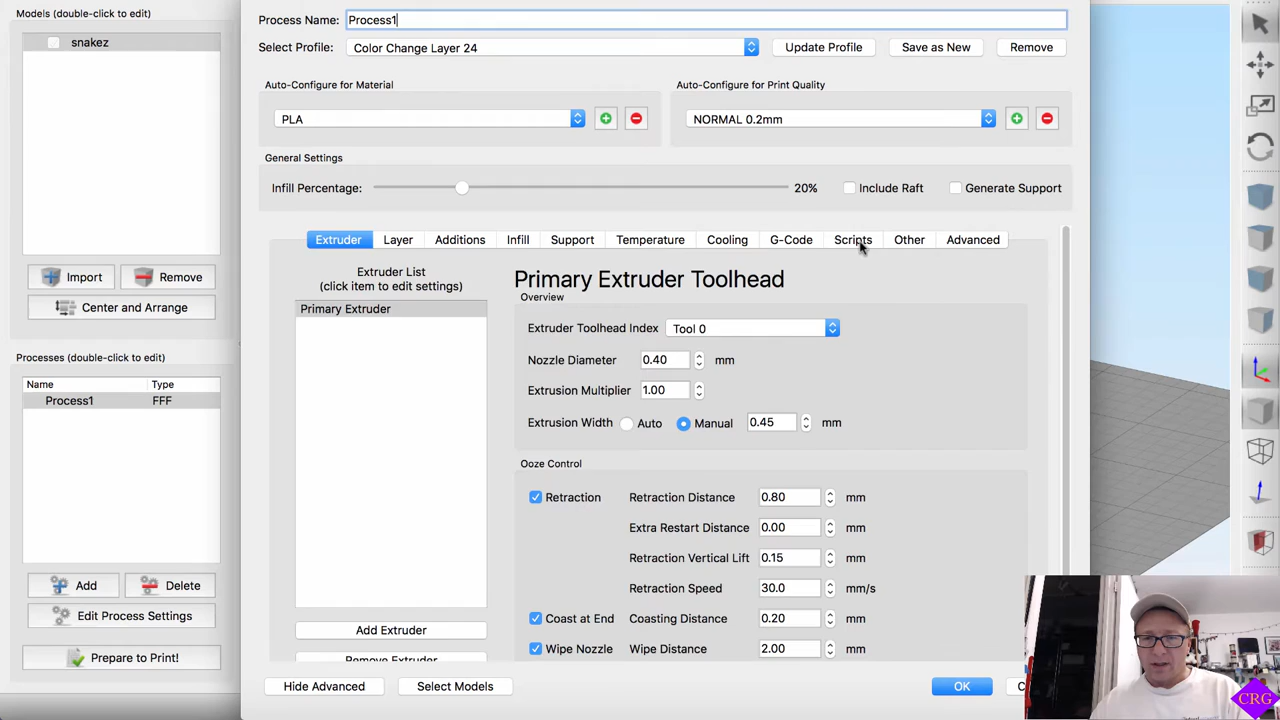 Models (double-click to edit)
snakez
Import
Remove
Center and Arrange
Processes (double-click to edit)
Name Type
Process1 FFF
Add
Delete
Edit Process Settings
Prepare to Print!
Process Name: Process1
Select Profile: Color Change Layer 24
Update Profile
Save as New
Remove
Auto-Configure for Material
PLA
Auto-Configure for Print Quality
NORMAL 0.2mm
General Settings
Infill Percentage: 20%
Include Raft
Generate Support
Extruder Layer Additions Infill Support Temperature Cooling G-Code Scripts Other Advanced
Extruder List
(click item to edit settings)
Primary Extruder
Add Extruder
Remove Extruder
Primary Extruder Toolhead
Overview
Extruder Toolhead Index Tool 0
Nozzle Diameter 0.40 mm
Extrusion Multiplier 1.00
Extrusion Width Auto Manual 0.45 mm
Ooze Control
Retraction Retraction Distance 0.80 mm
Extra Restart Distance 0.00 mm
Retraction Vertical Lift 0.15 mm
Retraction Speed 30.0 mm/s
Coast at End Coasting Distance 0.20 mm
Wipe Nozzle Wipe Distance 2.00 mm
Hide Advanced
Select Models
OK
CRG